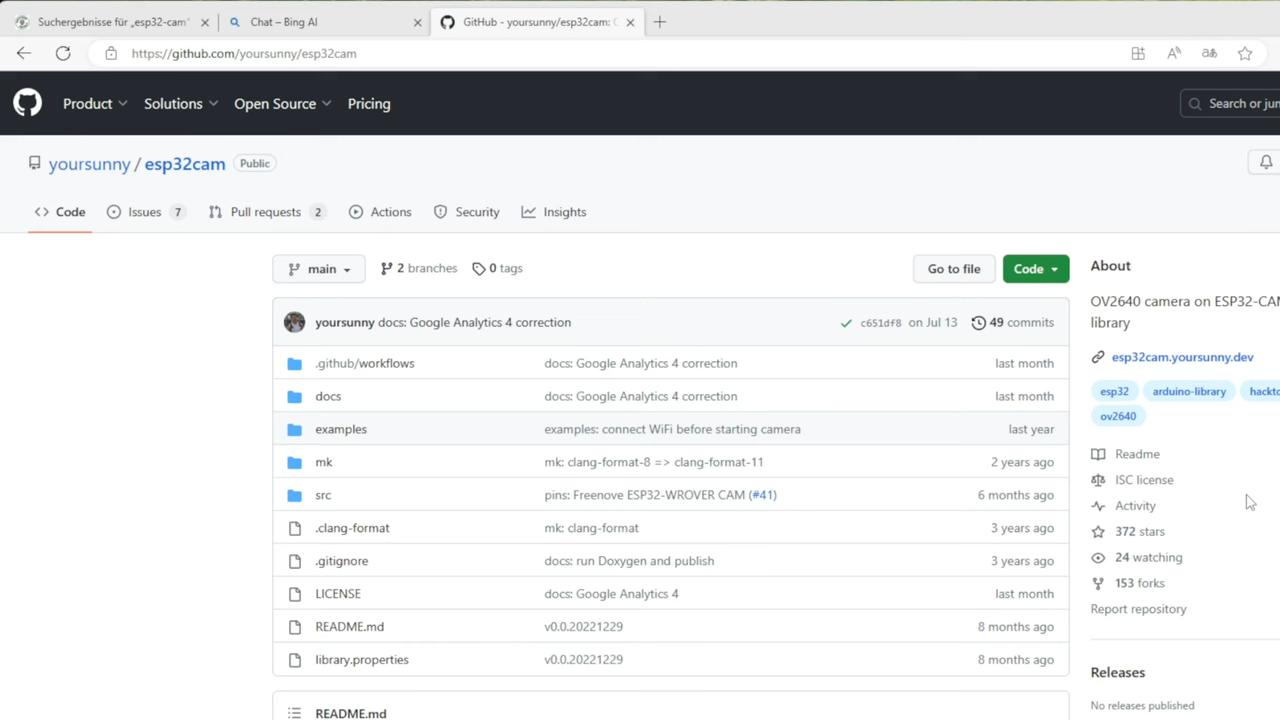 Suchergebnisse für „esp32-cam"
Chat – Bing AI
GitHub - yoursunny/esp32cam:
https://github.com/yoursunny/esp32cam
Product
Solutions
Open Source
Pricing
Search or jum
yoursunny / esp32cam Public
Code
Issues 7
Pull requests 2
Actions
Security
Insights
main
2 branches
0 tags
Go to file
Code
yoursunny docs: Google Analytics 4 correction c651df8 on Jul 13 49 commits
.github/workflows docs: Google Analytics 4 correction last month
docs docs: Google Analytics 4 correction last month
examples examples: connect WiFi before starting camera last year
mk mk: clang-format-8 => clang-format-11 2 years ago
src pins: Freenove ESP32-WROVER CAM (#41) 6 months ago
.clang-format mk: clang-format 3 years ago
.gitignore docs: run Doxygen and publish 3 years ago
LICENSE docs: Google Analytics 4 last month
README.md v0.0.20221229 8 months ago
library.properties v0.0.20221229 8 months ago
README.md
About
OV2640 camera on ESP32-CAM
library
esp32cam.yoursunny.dev
esp32 arduino-library hackto
ov2640
Readme
ISC license
Activity
372 stars
24 watching
153 forks
Report repository
Releases
No releases published